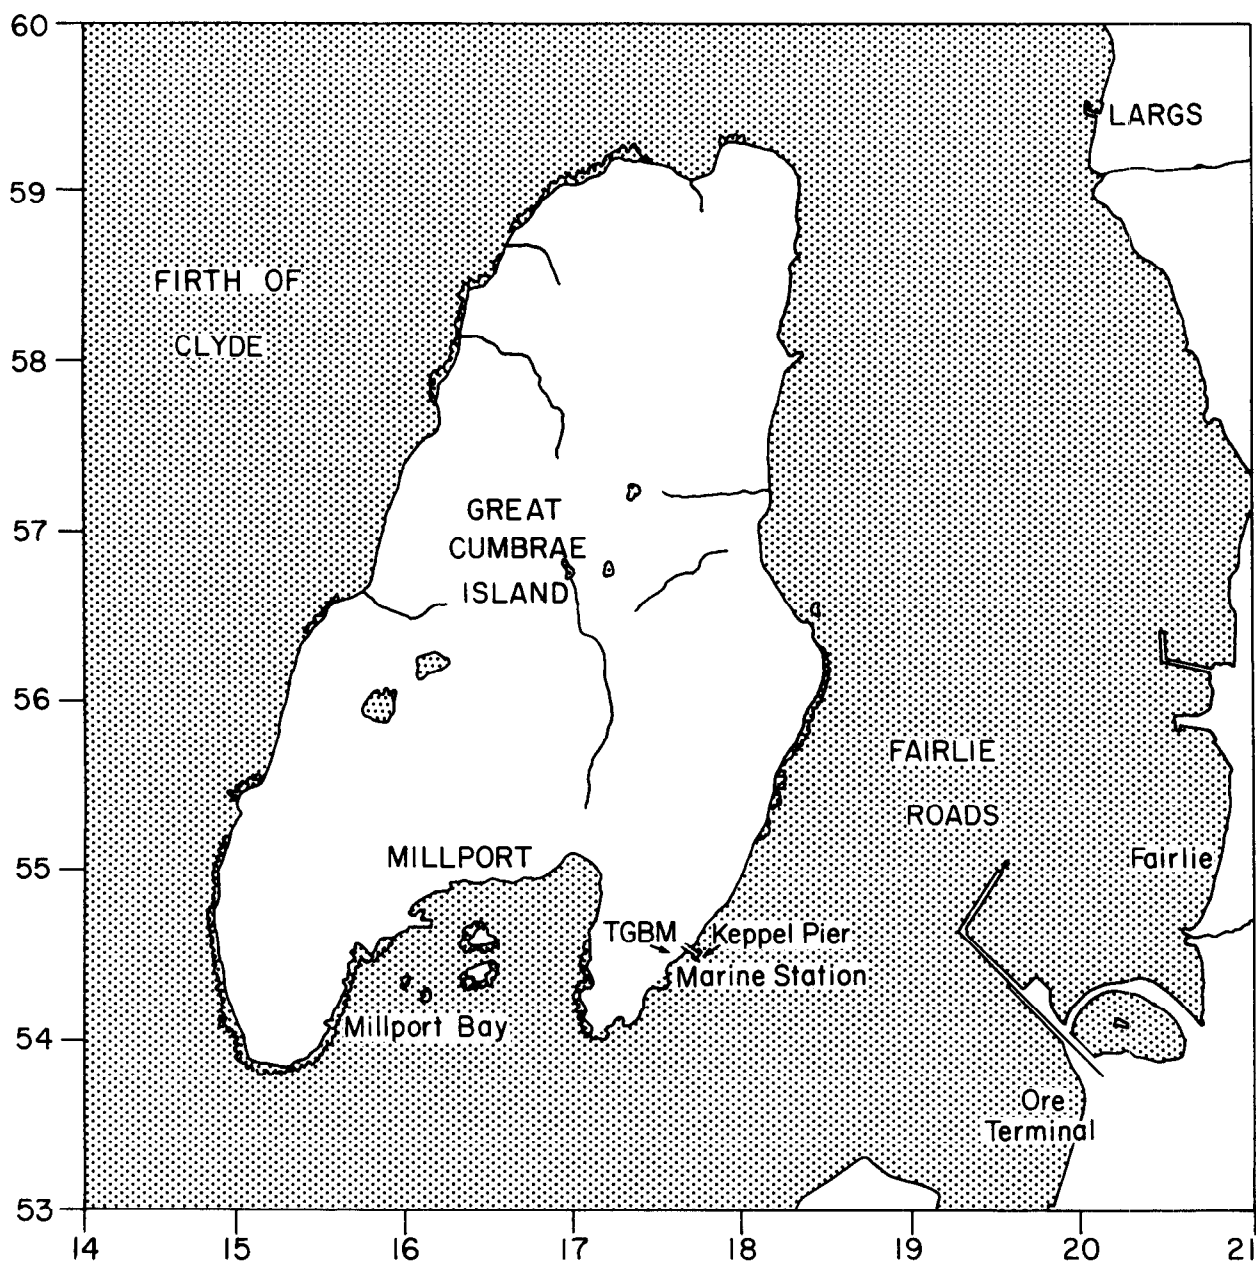 60
LARGS
59
FIRTH OF
CLYDE
58
GREAT
CUMBRAE
ISLAND
57
56
FAIRLIE
ROADS
MILLPORT
Fairlie
55
TGBM
Keppel Pier
Marine Station
Millport Bay
54
Ore
Terminal
53
14 15 16 17 18 19 20 21